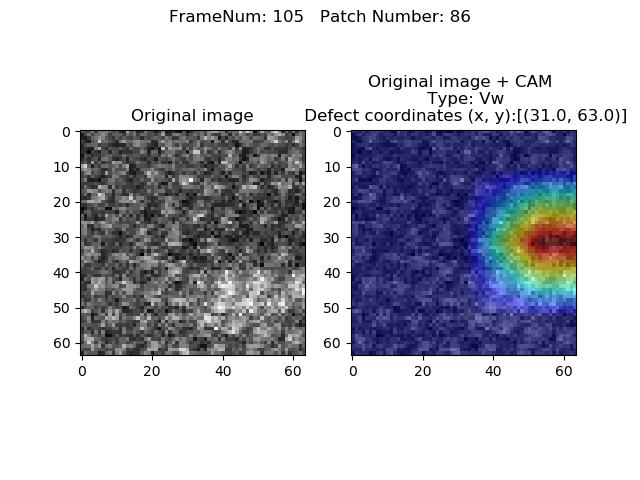 FrameNum: 105   Patch Number: 86
Original image
Original image + CAM
Type: Vw
Defect coordinates (x, y):[(31.0, 63.0)]
0
10
20
30
40
50
60
0 20 40 60
0
10
20
30
40
50
60
0 20 40 60